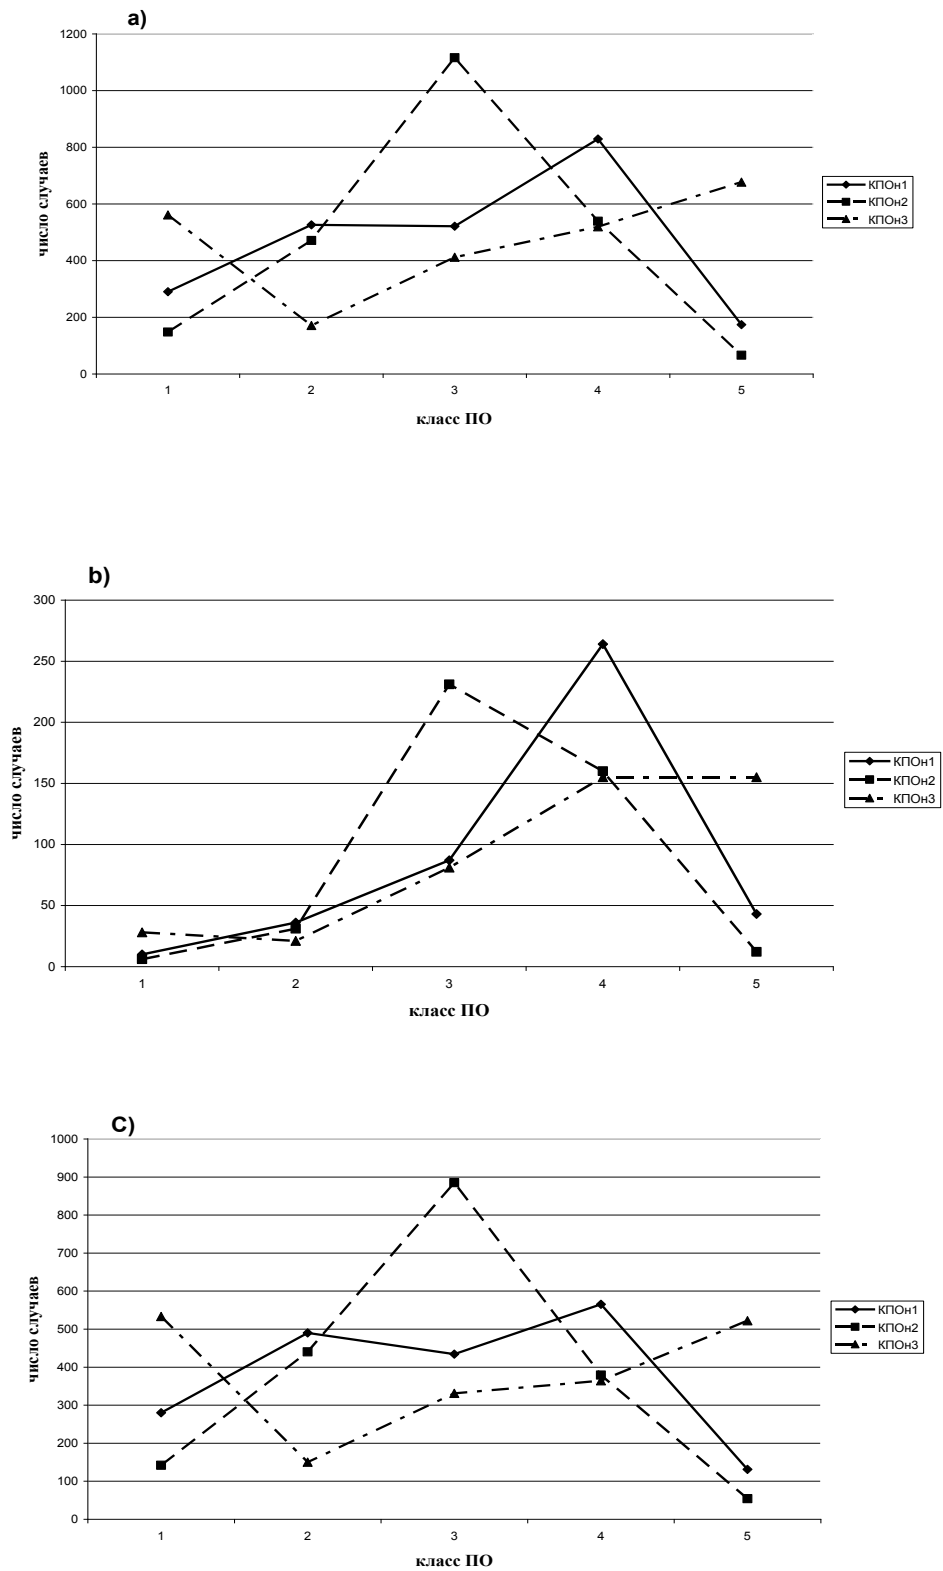 a)
1200
1000
800
600
400
200
0
число случаев
1 2 3 4 5
класс ПО
КПОн1
КПОн2
КПОн3
b)
300
250
200
150
100
50
0
число случаев
1 2 3 4 5
класс ПО
КПОн1
КПОн2
КПОн3
C)
1000
900
800
700
600
500
400
300
200
100
0
число случаев
1 2 3 4 5
класс ПО
КПОн1
КПОн2
КПОн3